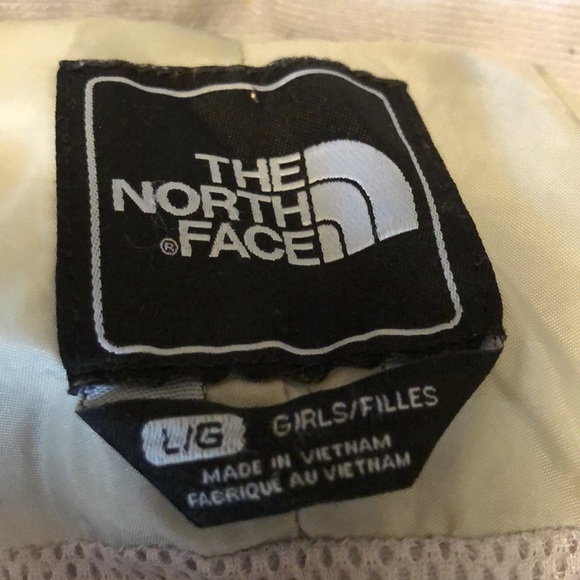 THE
NORTH
® FACE
L/G GIRLS/FILLES
MADE IN VIETNAM
FABRIQUÉ AU VIETNAM